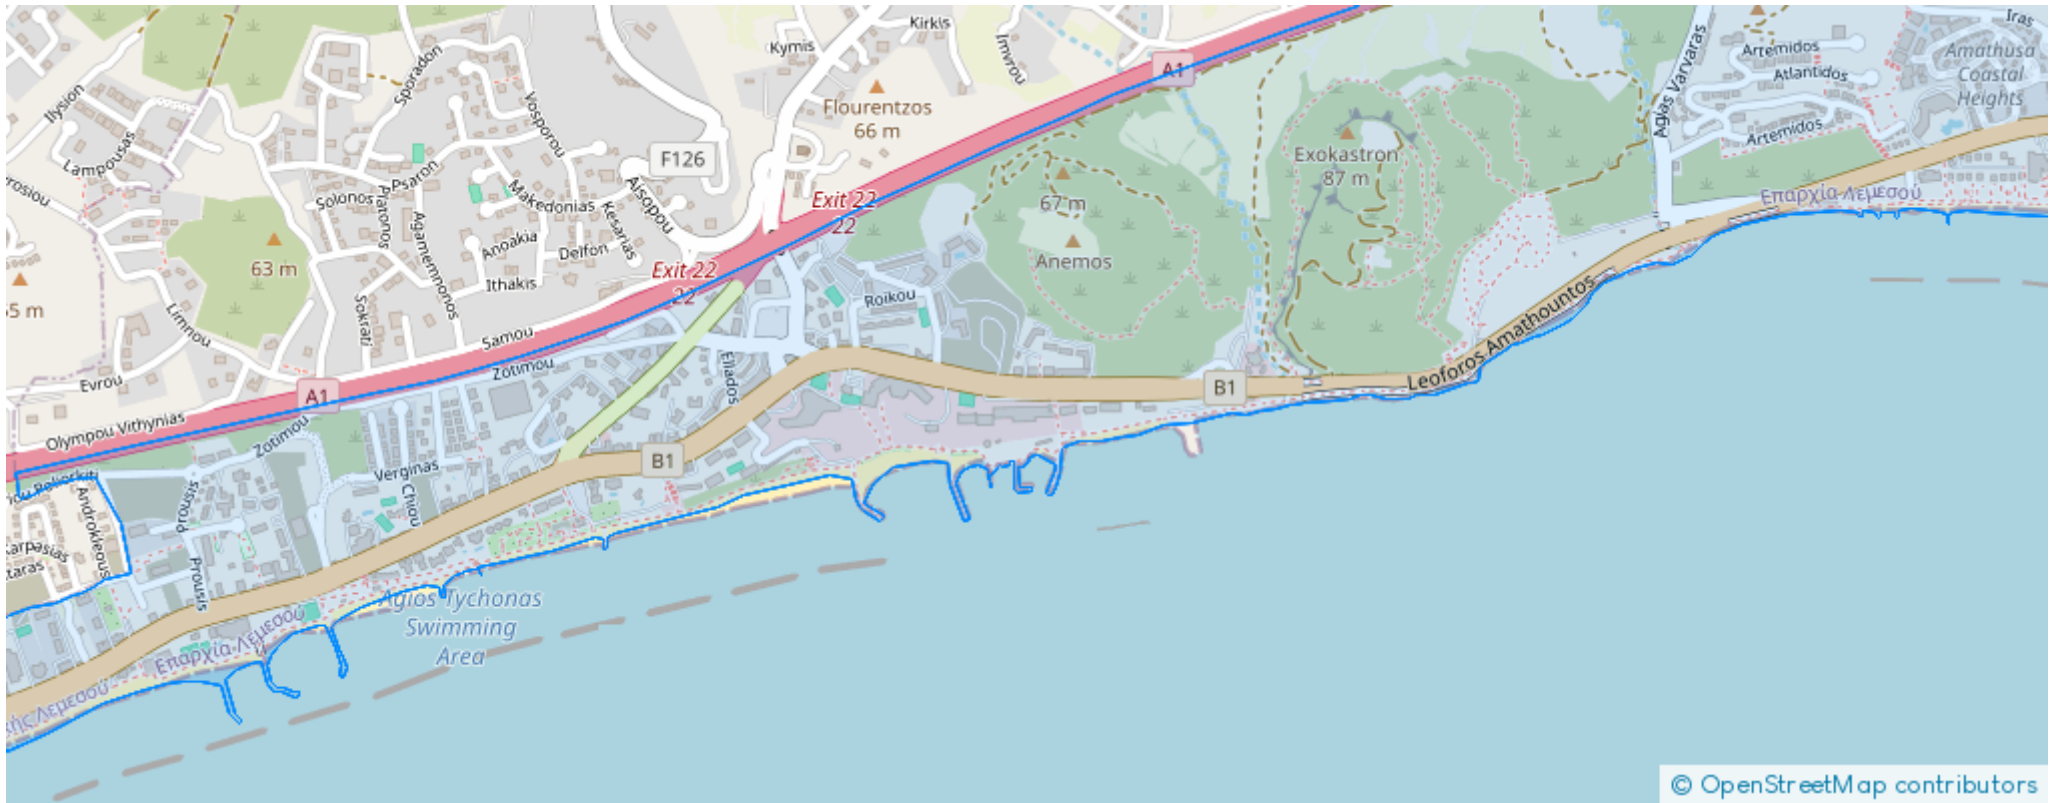 Kirkis
Kymis
Imvrou
A1
Iras
Artemidos
Atlantidos
Amathusa
Coastal
Heights
Agias Varvaras
Artemidos
Sporadon
Ilysion
Vosporou
Flourentzos
66 m
F126
Lampousas
Exokastron
87 m
Psaron
Solonos
Platonos
Makedonias
Kesarias
Aisopou
Agamemnonos
Exit 22
22
67 m
Επαρχία Λεμεσού
Anoakia
Delfon
Ithakis
63 m
Exit 22
22
Anemos
Roikou
Sokrati
Limnou
Samou
Zotimou
Eliados
Leoforos Amathountos
Evrou
A1
B1
Olympou Vithynias
Zotimou
B1
Verginas
Chiou
Prousis
Androkleous
Karpasias
Prousis
Agios Tychonas
Swimming
Area
Επαρχία Λεμεσού
© OpenStreetMap contributors